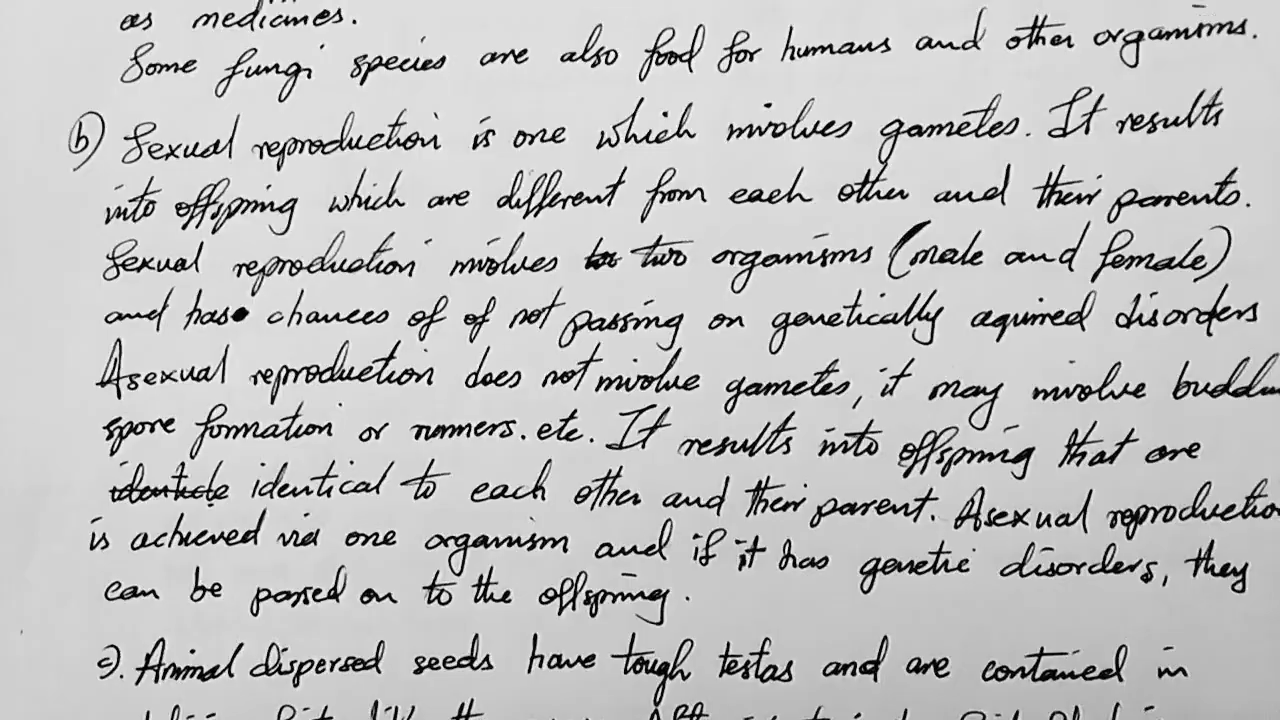 as medicines.
Some fungi species are also food for humans and other organisms.
b) Sexual reproduction is one which involves gametes. It results
into offspring which are different from each other and their parents.
Sexual reproduction involves two organisms (male and female)
and has chances of of not passing on genetically aquired disorders
Asexual reproduction does not involve gametes, it may involve buddin
spore formation or runners. etc. It results into offspring that are
identical to each other and their parent. Asexual reproduction
is achieved via one organism and if it has genetic disorders, they
can be passed on to the offspring.
c). Animal dispersed seeds have tough testas and are contained in